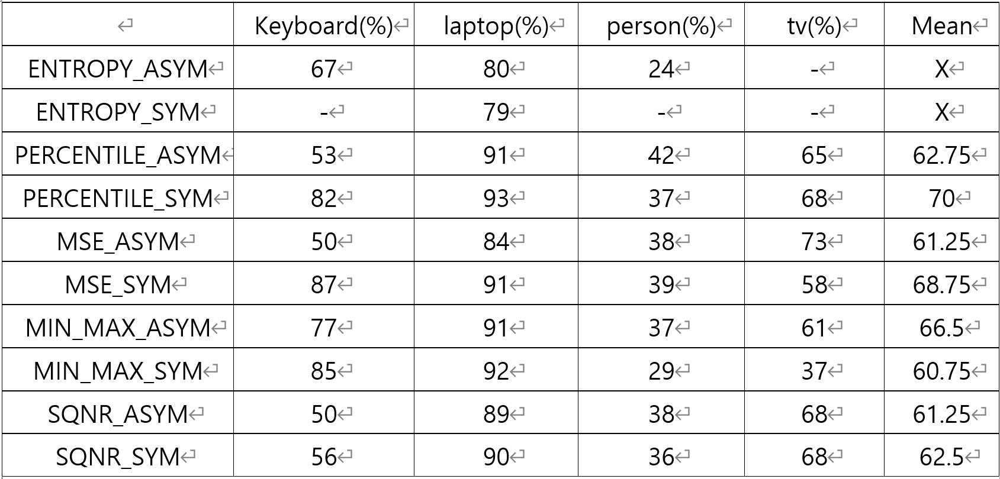 Keyboard(%) laptop(%) person(%) tv(%) Mean
ENTROPY_ASYM 67 80 24 - X
ENTROPY_SYM - 79 - - X
PERCENTILE_ASYM 53 91 42 65 62.75
PERCENTILE_SYM 82 93 37 68 70
MSE_ASYM 50 84 38 73 61.25
MSE_SYM 87 91 39 58 68.75
MIN_MAX_ASYM 77 91 37 61 66.5
MIN_MAX_SYM 85 92 29 37 60.75
SQNR_ASYM 50 89 38 68 61.25
SQNR_SYM 56 90 36 68 62.5